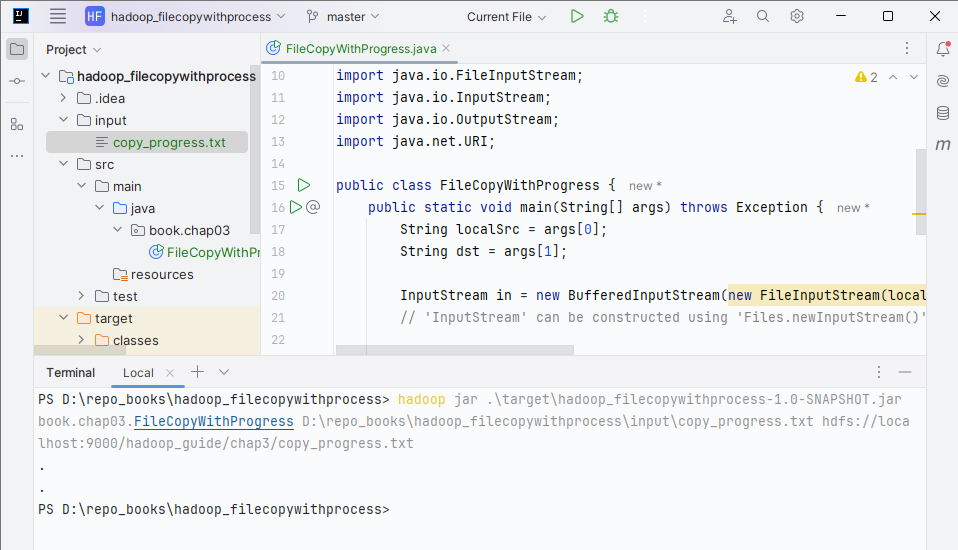 HF hadoop_filecopywithprocess master Current File
Project
FileCopyWithProgress.java
hadoop_filecopywithprocess
.idea
input
copy_progress.txt
src
main
java
book.chap03
FileCopyWithPr
resources
test
target
classes
2
10 import java.io.FileInputStream;
11 import java.io.InputStream;
12 import java.io.OutputStream;
13 import java.net.URI;
14
15 public class FileCopyWithProgress { new *
16 public static void main(String[] args) throws Exception { new *
17 String localSrc = args[0];
18 String dst = args[1];
19
20 InputStream in = new BufferedInputStream(new FileInputStream(local
21 // 'InputStream' can be constructed using 'Files.newInputStream()'
22
m
Terminal Local
PS D:\repo_books\hadoop_filecopywithprocess> hadoop jar .\target\hadoop_filecopywithprocess-1.0-SNAPSHOT.jar
book.chap03.FileCopyWithProgress D:\repo_books\hadoop_filecopywithprocess\input\copy_progress.txt hdfs://loca
lhost:9000/hadoop_guide/chap3/copy_progress.txt
.
.
PS D:\repo_books\hadoop_filecopywithprocess>